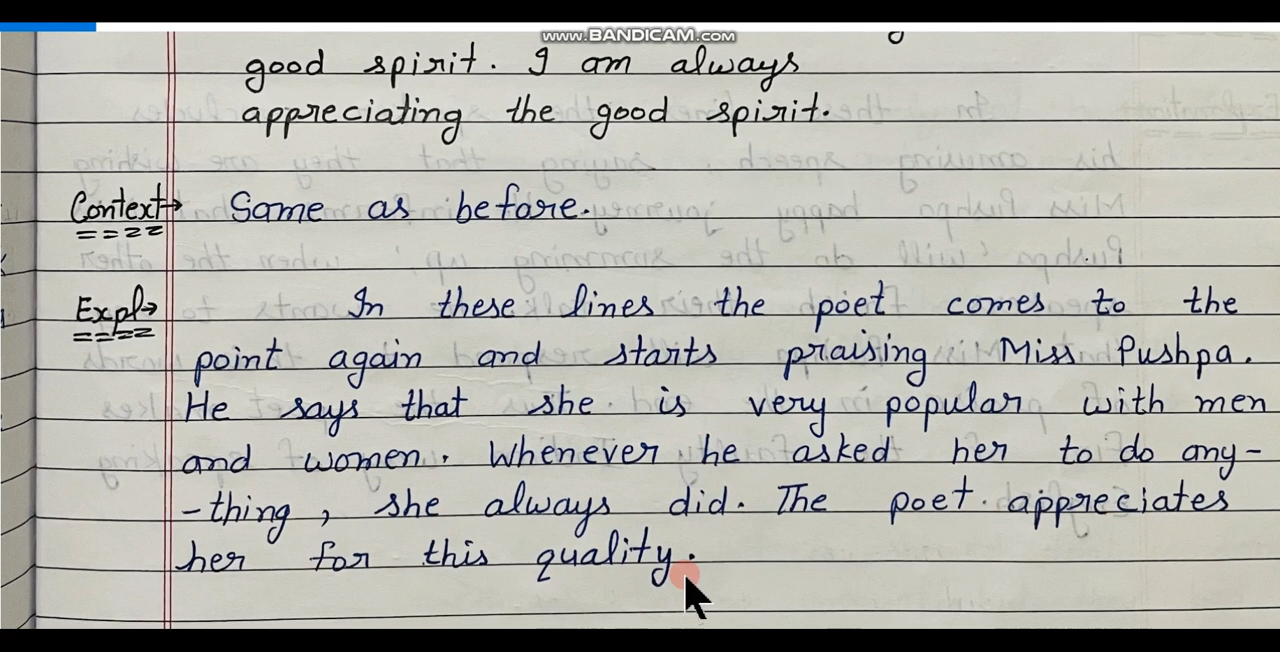 www.BANDICAM.com
good spirit. I am always
appreciating the good spirit.
Context→ Same as before.
Expl→ In these lines the poet comes to the
point again and starts praising Miss Pushpa.
He says that she is very popular with men
and women. Whenever he asked her to do any-
-thing, she always did. The poet appreciates
her for this quality.